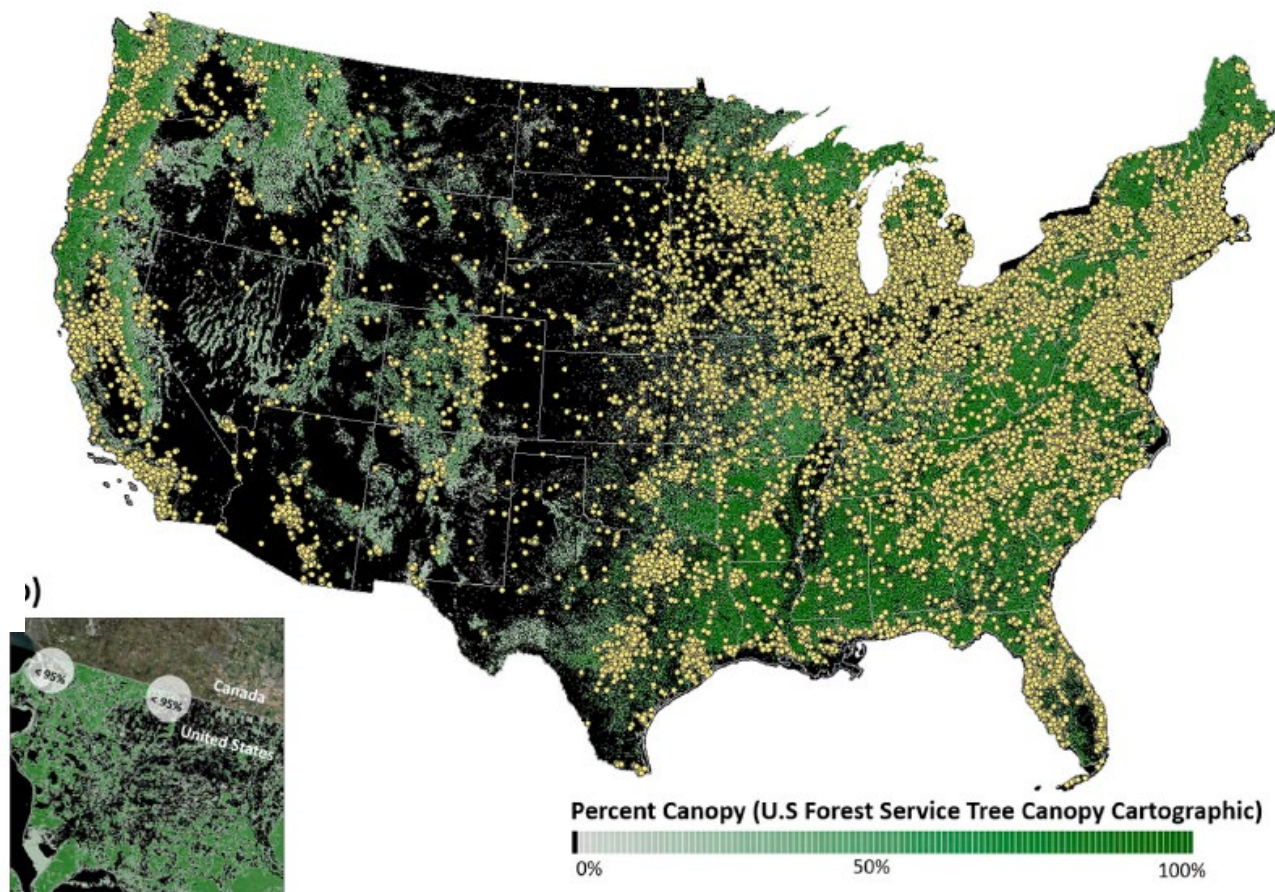 )
< 95%
< 95%
Canada
United States
Percent Canopy (U.S Forest Service Tree Canopy Cartographic)
0%
50%
100%